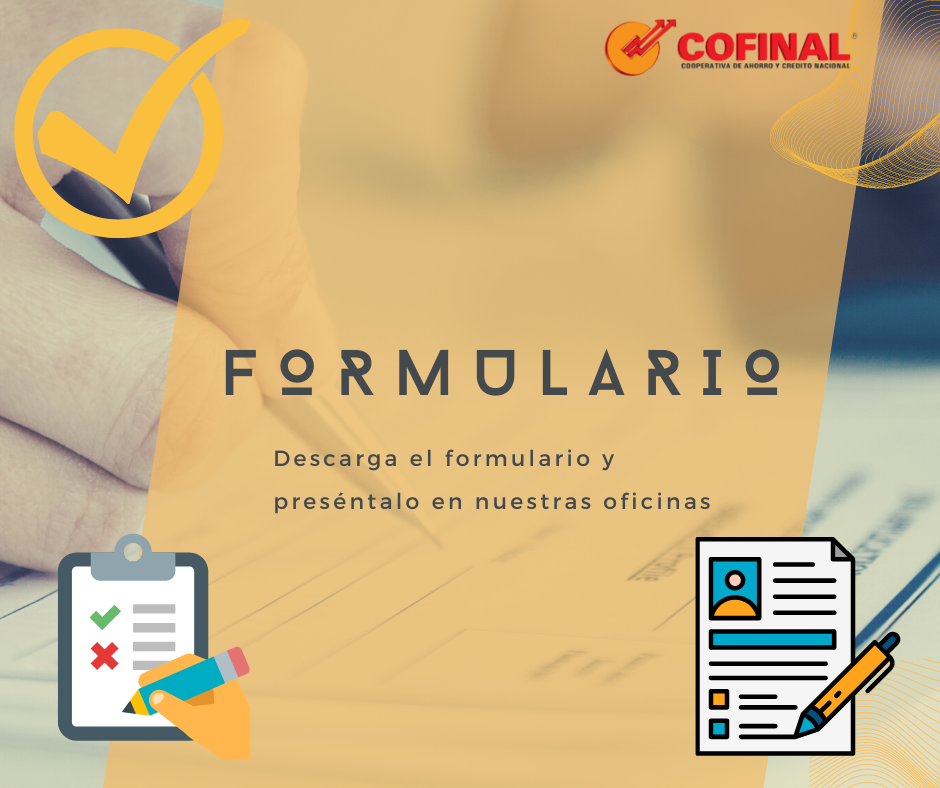 COFINAL®
COOPERATIVA DE AHORRO Y CREDITO NACIONAL
FORMULARIO
Descarga el formulario y
preséntalo en nuestras oficinas